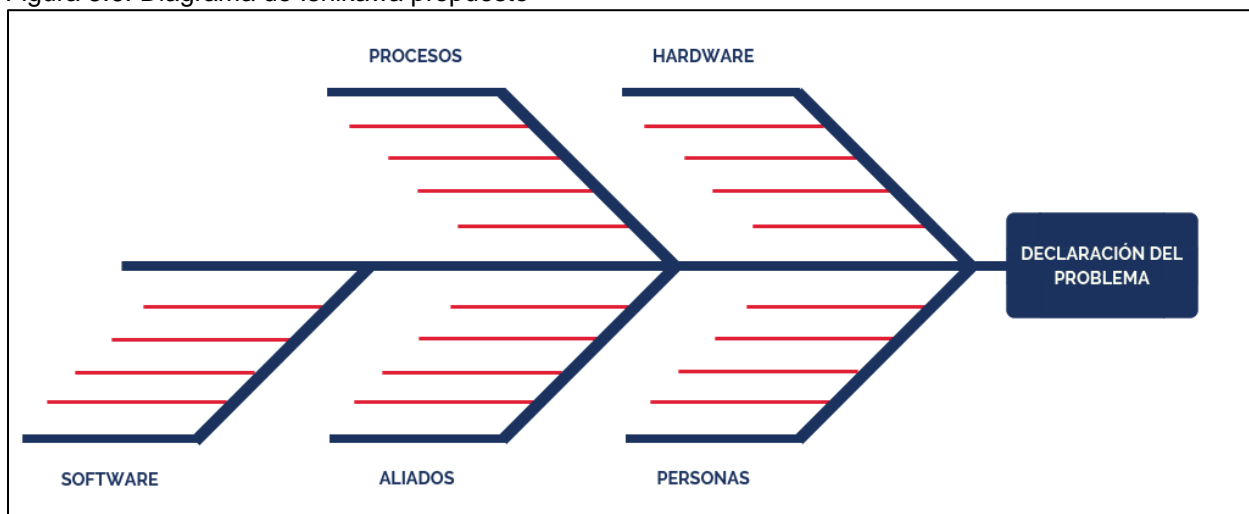 Figura Diagrama de Ishikawa propuesto
PROCESOS HARDWARE
DECLARACIÓN DEL
PROBLEMA
SOFTWARE ALIADOS PERSONAS